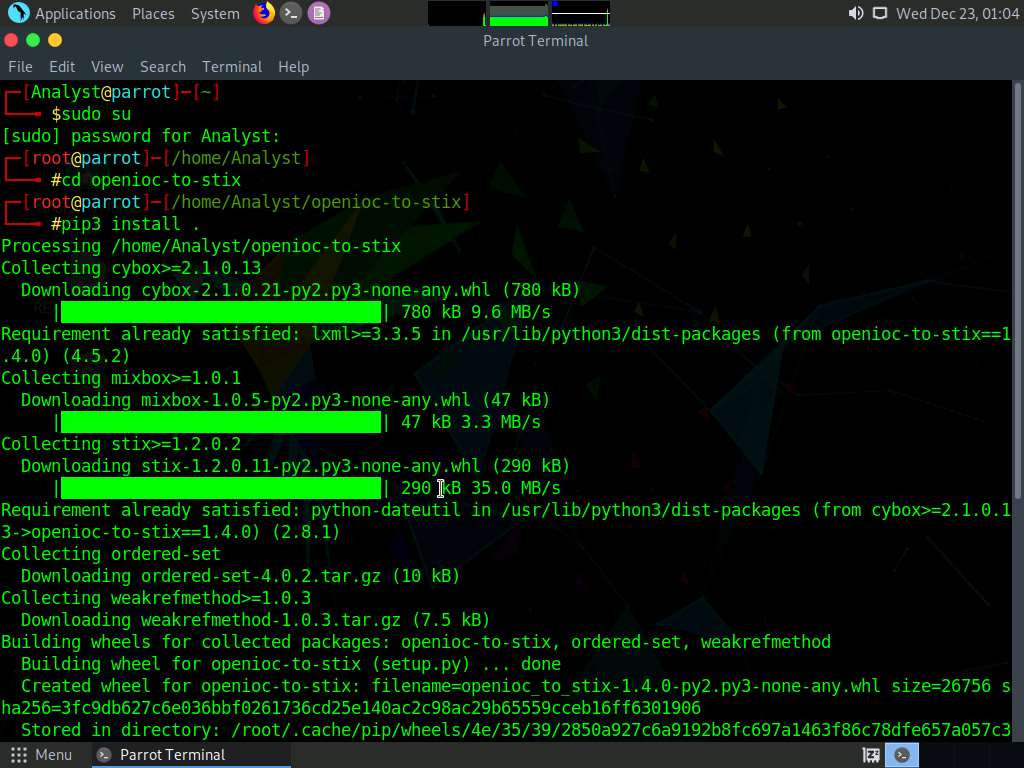 Applications Places System Wed Dec 23, 01:04
Parrot Terminal
File Edit View Search Terminal Help
┌─[Analyst@parrot]─[~]
└──╼ $sudo su
[sudo] password for Analyst:
┌─[root@parrot]─[/home/Analyst]
└──╼ #cd openioc-to-stix
┌─[root@parrot]─[/home/Analyst/openioc-to-stix]
└──╼ #pip3 install .
Processing /home/Analyst/openioc-to-stix
Collecting cybox>=2.1.0.13
Downloading cybox-2.1.0.21-py2.py3-none-any.whl (780 kB)
|████████████████████████████████| 780 kB 9.6 MB/s
Requirement already satisfied: lxml>=3.3.5 in /usr/lib/python3/dist-packages (from openioc-to-stix==1
.4.0) (4.5.2)
Collecting mixbox>=1.0.1
Downloading mixbox-1.0.5-py2.py3-none-any.whl (47 kB)
|████████████████████████████████| 47 kB 3.3 MB/s
Collecting stix>=1.2.0.2
Downloading stix-1.2.0.11-py2.py3-none-any.whl (290 kB)
|████████████████████████████████| 290 kB 35.0 MB/s
Requirement already satisfied: python-dateutil in /usr/lib/python3/dist-packages (from cybox>=2.1.0.1
3->openioc-to-stix==1.4.0) (2.8.1)
Collecting ordered-set
Downloading ordered-set-4.0.2.tar.gz (10 kB)
Collecting weakrefmethod>=1.0.3
Downloading weakrefmethod-1.0.3.tar.gz (7.5 kB)
Building wheels for collected packages: openioc-to-stix, ordered-set, weakrefmethod
Building wheel for openioc-to-stix (setup.py) ... done
Created wheel for openioc-to-stix: filename=openioc_to_stix-1.4.0-py2.py3-none-any.whl size=26756 s
ha256=3fc9db627c6e036bbf0261736cd25e140ac2c98ac29b65559cceb16ff6301906
Stored in directory: /root/.cache/pip/wheels/4e/35/39/2850a927c6a9192b8fc697a1463f86c78dfe657a057c3
Menu Parrot Terminal